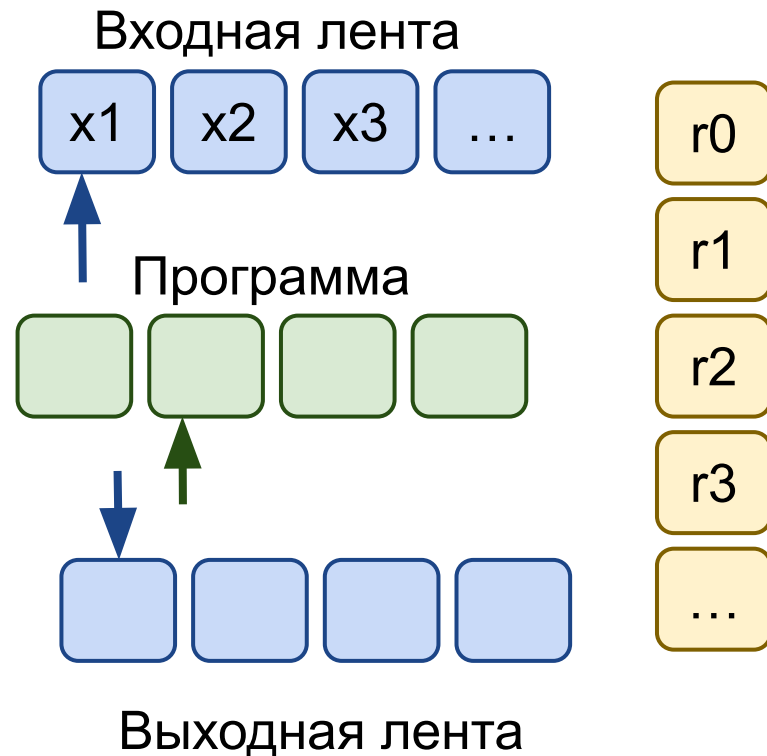 Входная лента
x1 x2 x3 …
Программа
Выходная лента
r0
r1
r2
r3
…